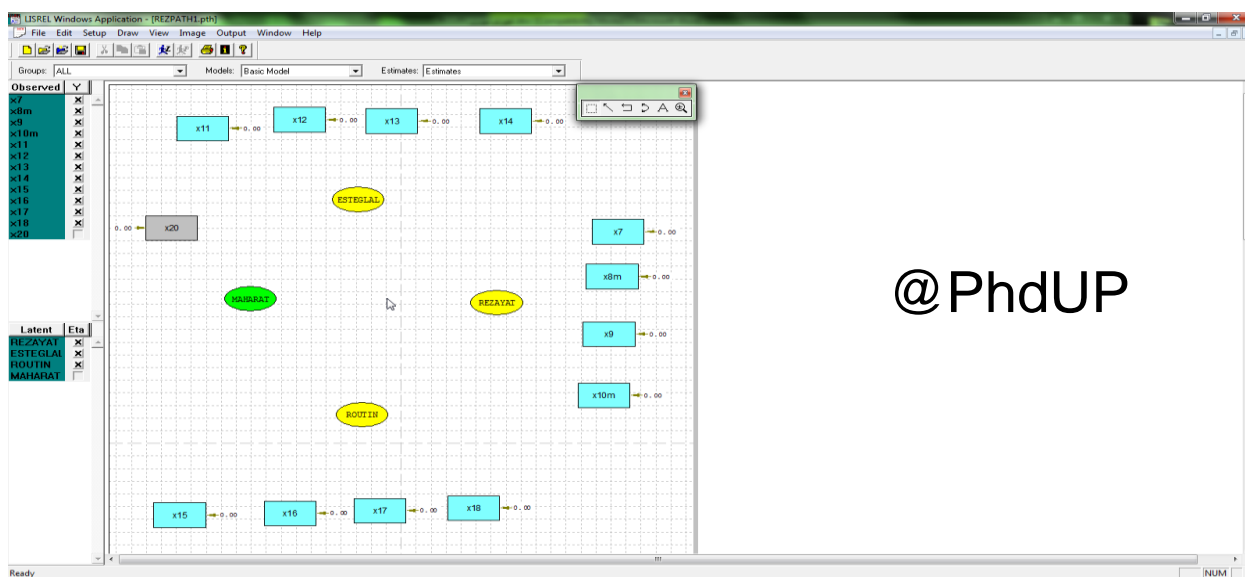 LISREL Windows Application - [REZPATH1.pth]
File Edit Setup Draw View Image Output Window Help
Groups: ALL Models: Basic Model Estimates: Estimates
Observed Y
x7
x8m
x9
x10m
x11
x12
x13
x14
x15
x16
x17
x18
x20
Latent Eta
REZAYAT
ESTEGLAL
ROUTIN
MAHARAT
x11 0.00 x12 0.00 x13 0.00 x14 0.00
ESTEGLAL
0.00 x20
x7 0.00
x8m 0.00
MAHARAT
REZAYAT
x9 0.00
x10m 0.00
ROUTIN
x15 0.00 x16 0.00 x17 0.00 x18 0.00
@PhdUP
Ready NUM